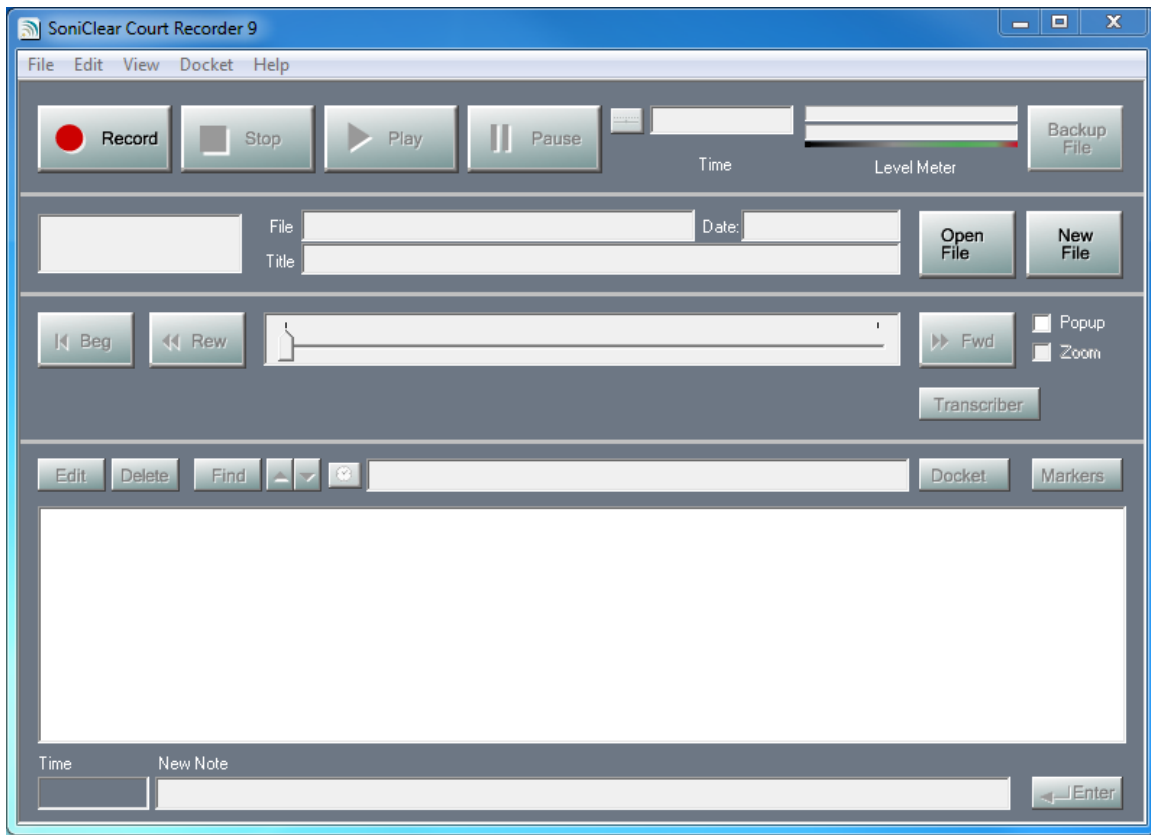 SoniClear Court Recorder 9
File Edit View Docket Help
Record Stop Play Pause
Time
Level Meter
Backup
File
File
Date:
Title
Open
File
New
File
Beg
Rew
Fwd
Popup
Zoom
Transcriber
Edit Delete Find Docket Markers
Time
New Note
Enter